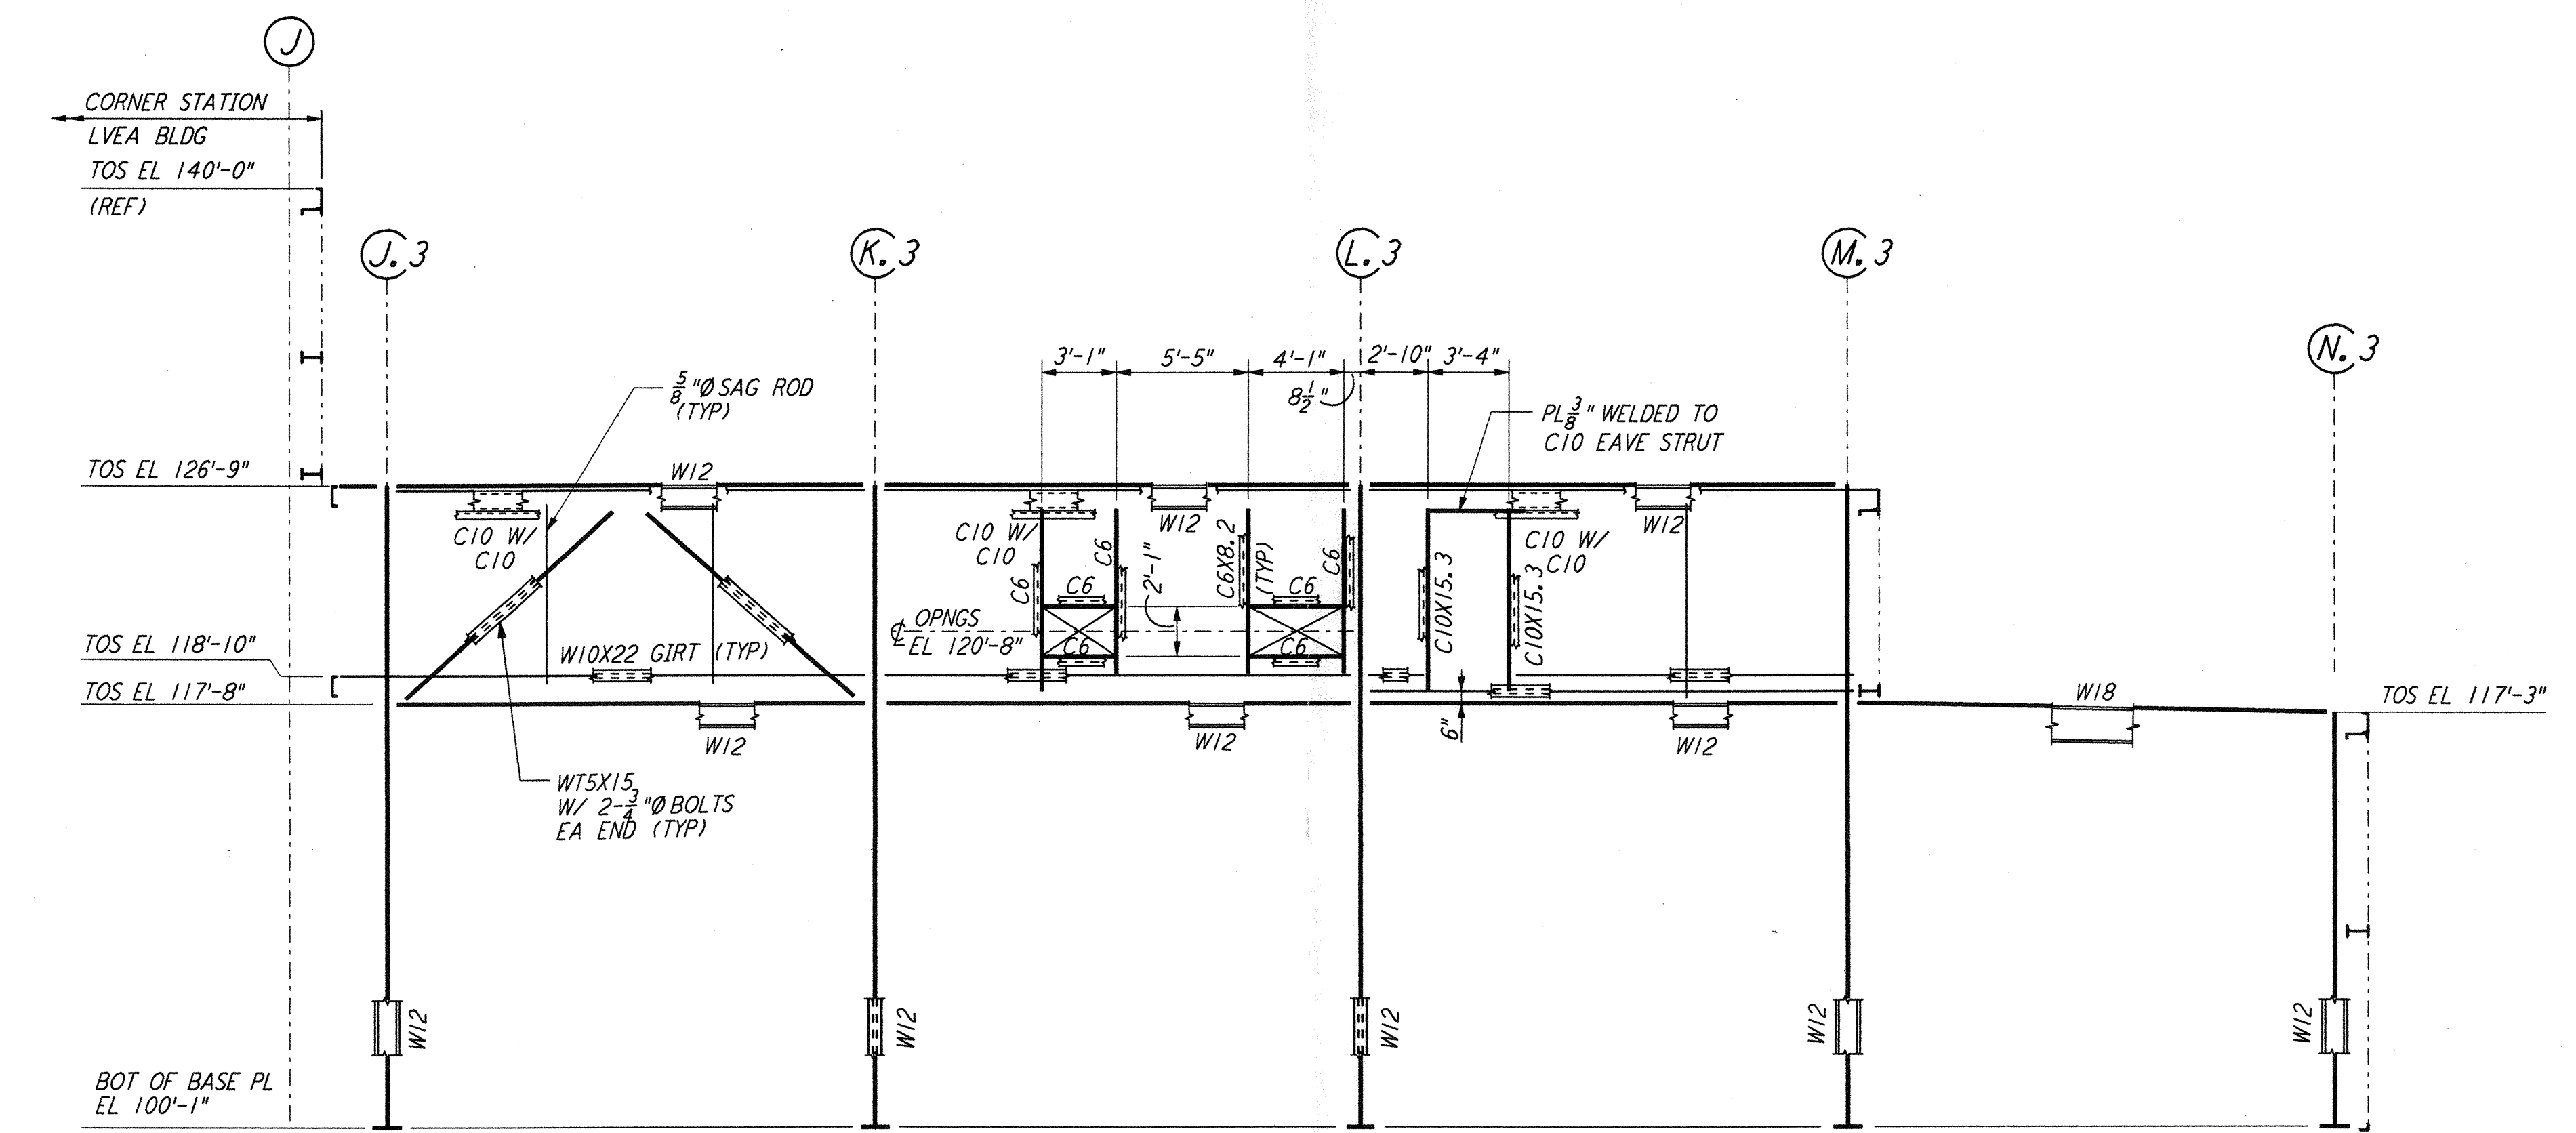 J
CORNER STATION
LVEA BLDG
TOS EL 140'-0"
(REF)
J.3
K.3
L.3
M.3
N.3
3'-1"
5'-5"
4'-1"
2'-10"
3'-4"
8 1/2"
5/8"Ø SAG ROD
(TYP)
PL 3/8" WELDED TO
C10 EAVE STRUT
TOS EL 126'-9"
W12
W12
W12
C10 W/
C10
C10 W/
C10
C10 W/
C10
C6
C6
2'-1"
C6X8.2
(TYP)
C6
C6
C6
C6
C6
C10X15.3
C10X15.3
℄ OPNGS
EL 120'-8"
TOS EL 118'-10"
W10X22 GIRT (TYP)
TOS EL 117'-8"
W12
W12
6"
W12
W18
TOS EL 117'-3"
WT5X15
W/ 2-3/4"Ø BOLTS
EA END (TYP)
W12
W12
W12
W12
W12
BOT OF BASE PL
EL 100'-1"